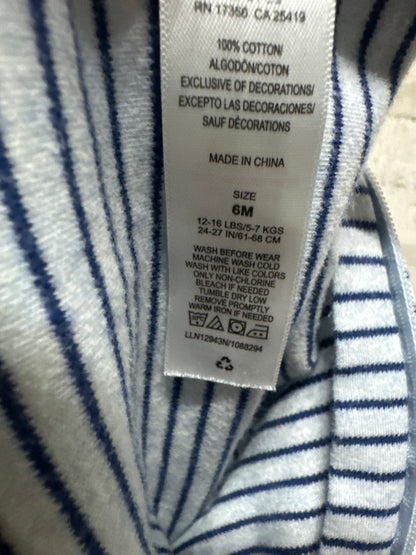 RN 17356 CA 25419
100% COTTON/
ALGODÓN/COTON
EXCLUSIVE OF DECORATIONS/
EXCEPTO LAS DECORACIONES/
SAUF DÉCORATIONS
MADE IN CHINA
SIZE
6M
12-16 LBS/5-7 KGS
24-27 IN/61-68 CM
WASH BEFORE WEAR
MACHINE WASH COLD
WASH WITH LIKE COLORS
ONLY NON-CHLORINE
BLEACH IF NEEDED
TUMBLE DRY LOW
REMOVE PROMPTLY
WARM IRON IF NEEDED
LLN12943N/1088294